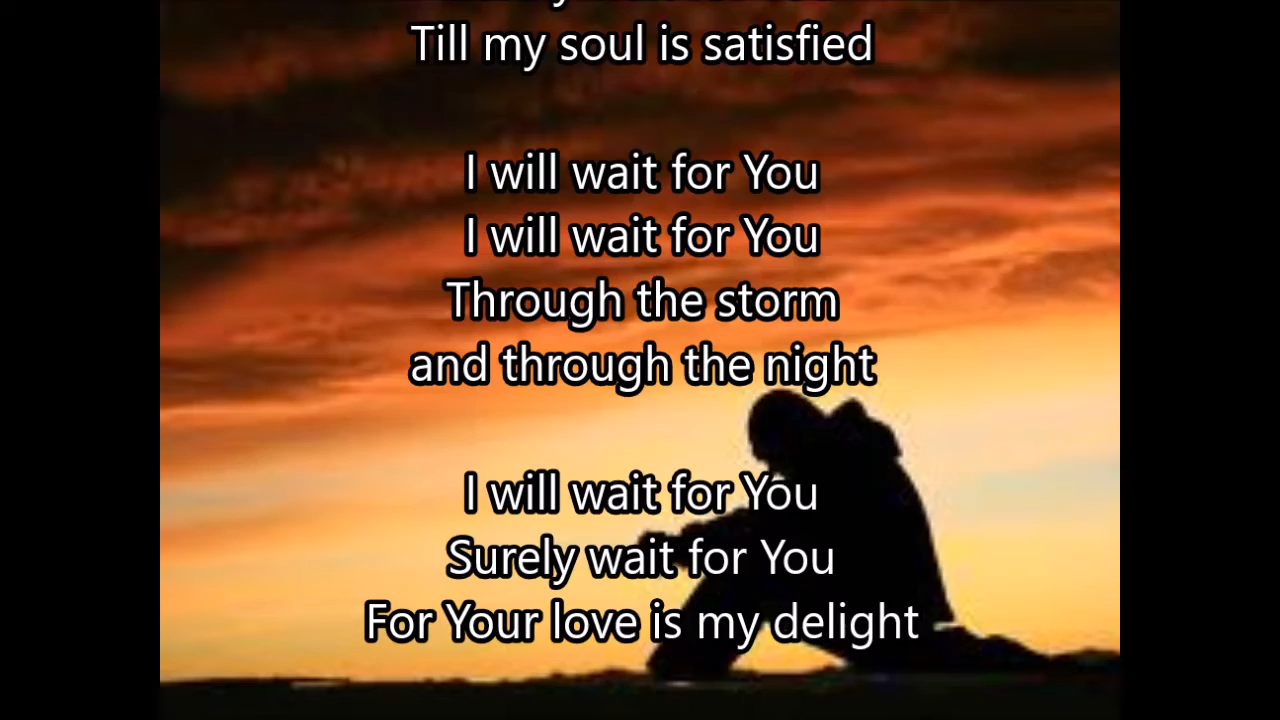 Till my soul is satisfied
I will wait for You
I will wait for You
Through the storm
and through the night
I will wait for You
Surely wait for You
For Your love is my delight